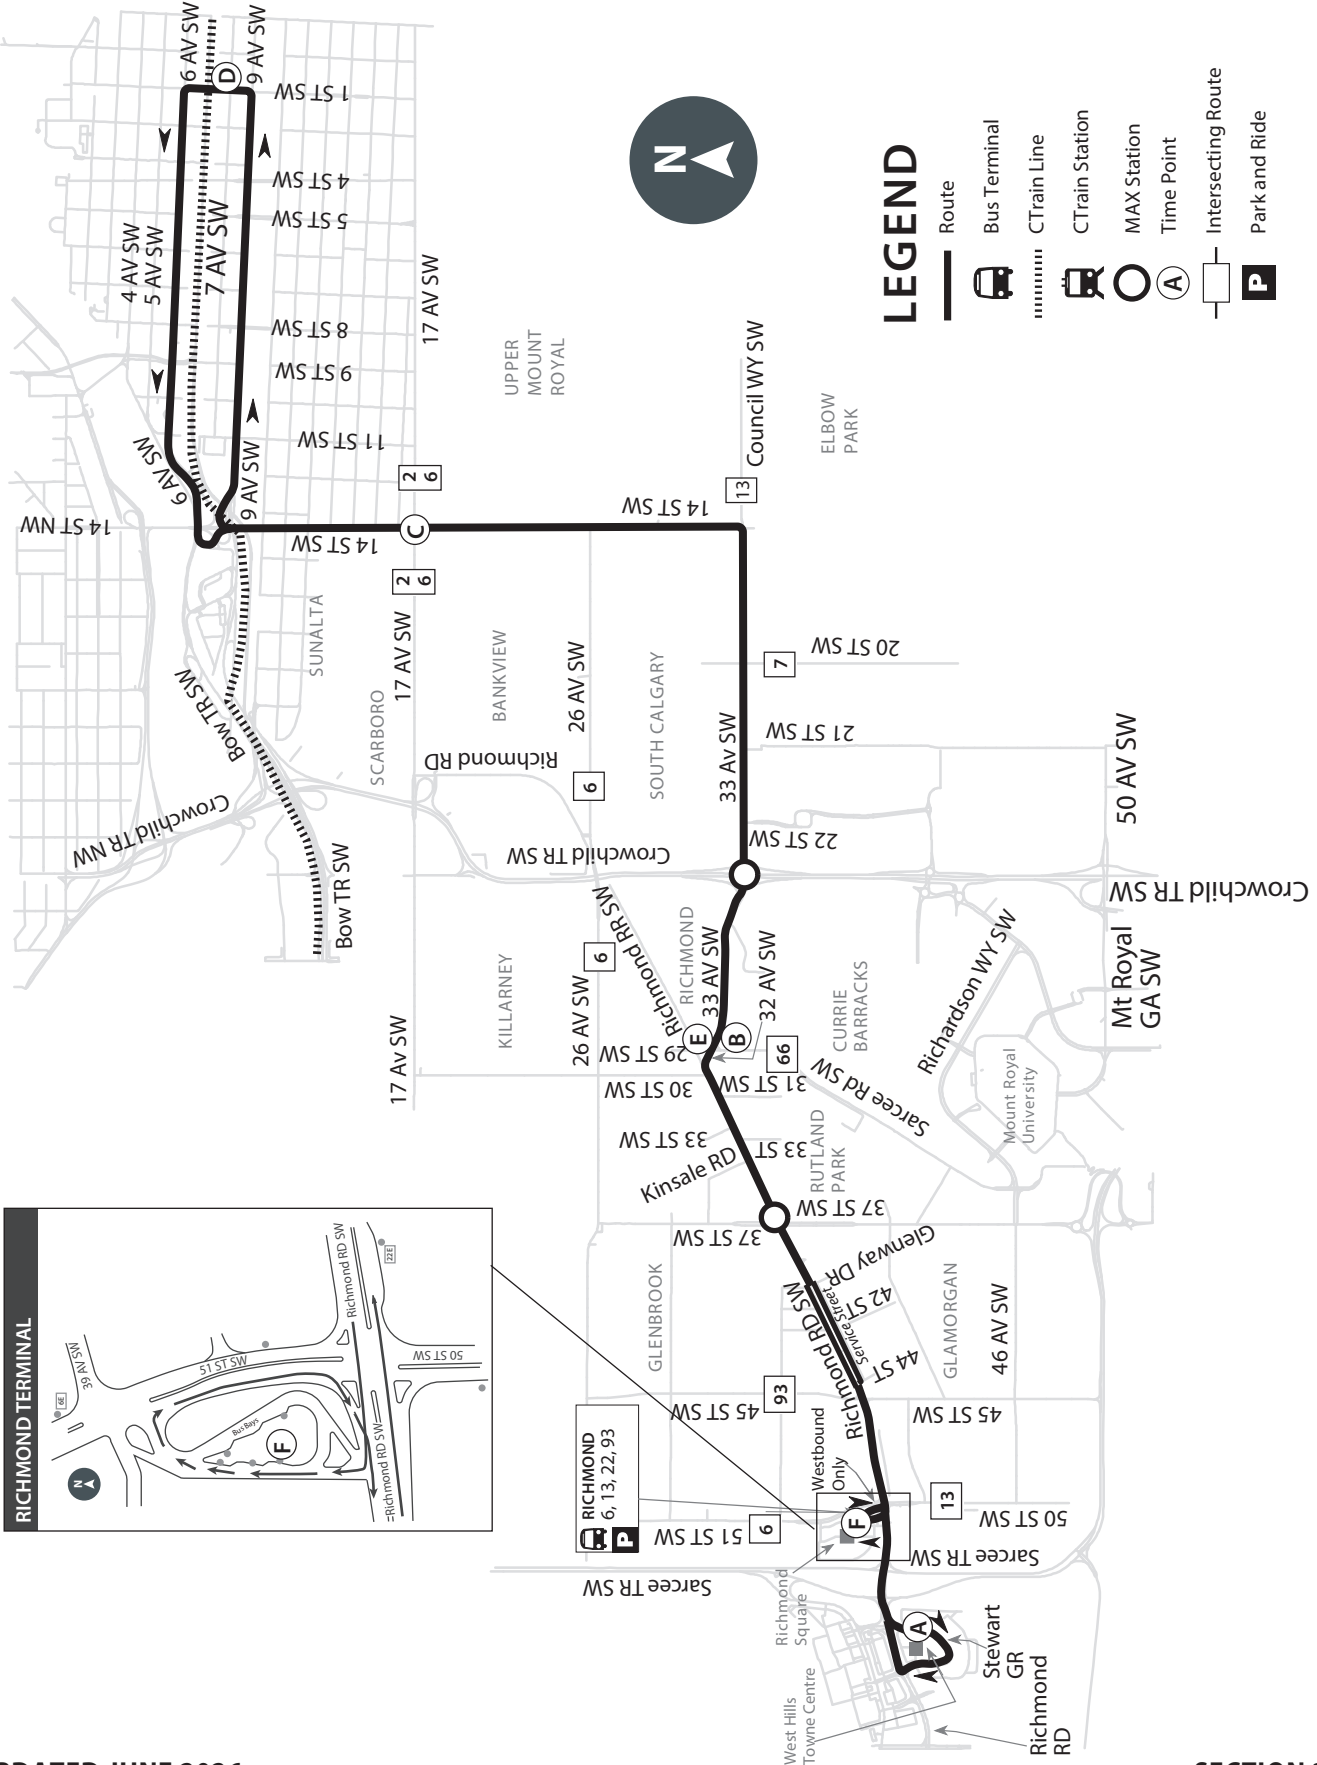 6 AV SW
9 AV SW
D
1 ST SW
4 AV SW
5 AV SW
7 AV SW
4 ST SW
5 ST SW
8 ST SW
9 ST SW
11 ST SW
17 AV SW
6 AV SW
9 AV SW
14 ST NW
14 ST SW
2
6
C
2
6
14 ST SW
13
Council WY SW
UPPER
MOUNT
ROYAL
ELBOW
PARK
N
LEGEND
Route
Bus Terminal
CTrain Line
CTrain Station
MAX Station
A
Time Point
Intersecting Route
P
Park and Ride
SUNALTA
SCARBORO
17 AV SW
BANKVIEW
26 AV SW
SOUTH CALGARY
7
20 ST SW
21 ST SW
33 Av SW
22 ST SW
50 AV SW
Bow TR SW
Crowchild TR NW
Bow TR SW
Richmond RD
6
Crowchild TR SW
Crowchild TR SW
Richmond RR SW
6
26 AV SW
KILLARNEY
17 Av SW
RICHMOND
33 AV SW
32 AV SW
E
B
29 ST SW
30 ST SW
31 ST SW
66
CURRIE
BARRACKS
Richardson WY SW
Mt Royal
GA SW
Mount Royal
University
Sarcee Rd SW
33 ST SW
33 ST
Kinsale RD
RUTLAND
PARK
37 ST SW
37 ST SW
Glenway DR
GLENBROOK
Richmond RD SW
Service Street
42 ST
44 ST
GLAMORGAN
46 AV SW
93
45 ST SW
45 ST SW
Westbound
Only
RICHMOND
6, 13, 22, 93
P
51 ST SW
6
F
13
50 ST SW
Sarcee TR SW
Sarcee TR SW
Richmond
Square
A
Stewart
GR
Richmond
RD
West Hills
Towne Centre
RICHMOND TERMINAL
N
6E
39 AV SW
51 ST SW
Bus Bays
F
Richmond RD SW
Richmond RD SW
22E
50 ST SW